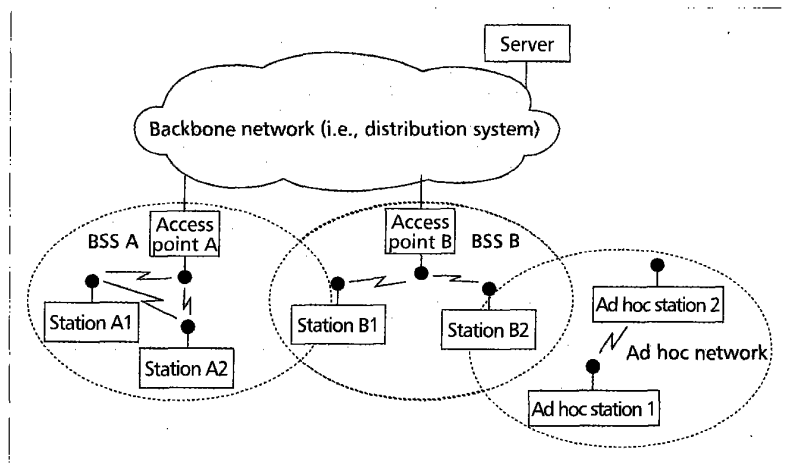 Server
Backbone network (i.e., distribution system)
BSS A
Access
point A
Access
point B
BSS B
Station A1
Station A2
Station B1
Station B2
Ad hoc station 2
Ad hoc network
Ad hoc station 1